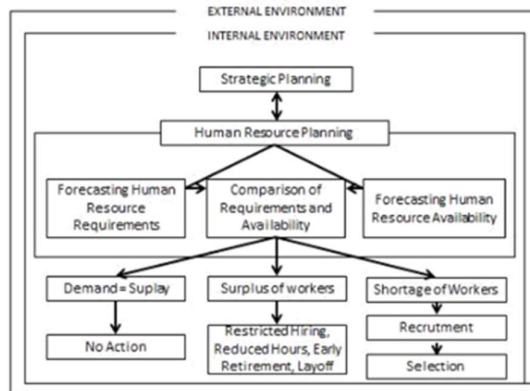 EXTERNAL ENVIRONMENT
INTERNAL ENVIRONMENT
Strategic Planning
Human Resource Planning
Forecasting Human
Resource
Requirements
Comparison of
Requirements and
Availability
Forecasting Human
Resource Availability
Demand = Suplay
Surplus of workers
Shortage of Workers
No Action
Restricted Hiring,
Reduced Hours, Early
Retirement, Layoff
Recrutment
Selection